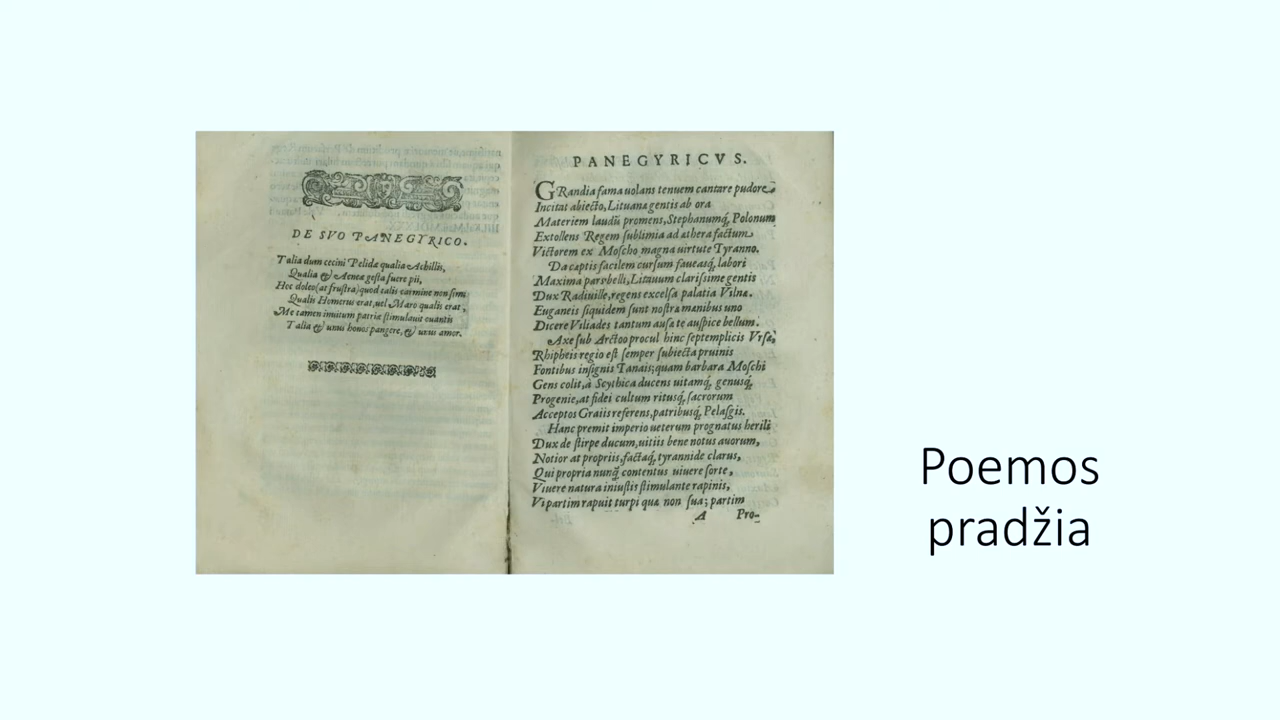 DE SVO PANEGYRICO.
Talia dum cecini Pelidæ qualia Achillis,
Qualia & Aeneæ gesta fuere pii,
Hoc doleo (at frustra) quod talis carmine non sim
Qualis Homerus erat, uel Maro qualis erat,
Me tamen inuitum patriæ stimulauit
Talia & unus honos pangere, & unus amor.
PANEGYRICVS.
GRandia fama uolans tenuem cantare pudore
Incitat abiecto, Lituanæ gentis ab ora
Materiem laudũ promens, Stephanumq; Polonum
Extollens Regem sublimia ad æthera factum
Victorem ex Moscho magna uirtute Tyranno.
Da cæptis facilem cursum faueasq; labori
Maxima pars belli, Litauum clarissime gentis
Dux Radiuille, regens excelsa palatia Vilnæ.
Euganeis siquidem sunt nostra manibus uno
Dicere Viliades tantum ausæ te auspice bellum.
Axe sub Arctoo procul hinc septemplicis Vrsæ,
Rhipheis regio est semper subiecta pruinis
Fontibus insignis Tanais; quam barbara Moschi
Gens colit, à Scythica ducens uitamq; genusq;
Progenie, at fidei cultum ritusq; sacrorum
Acceptos Graiis referens, patribusq; Pelasgis.
Hanc premit imperio ueterum prognatus herili
Dux de stirpe ducum, uitiis bene notus auorum,
Notior at propriis, factaq; tyrannide clarus,
Qui propria nunq̃ contentus uiuere sorte,
Viuere natura iniustis stimulante rapinis,
Vi partim rapuit turpi quæ non sua; partim
A Pro-
Poemos
pradžia